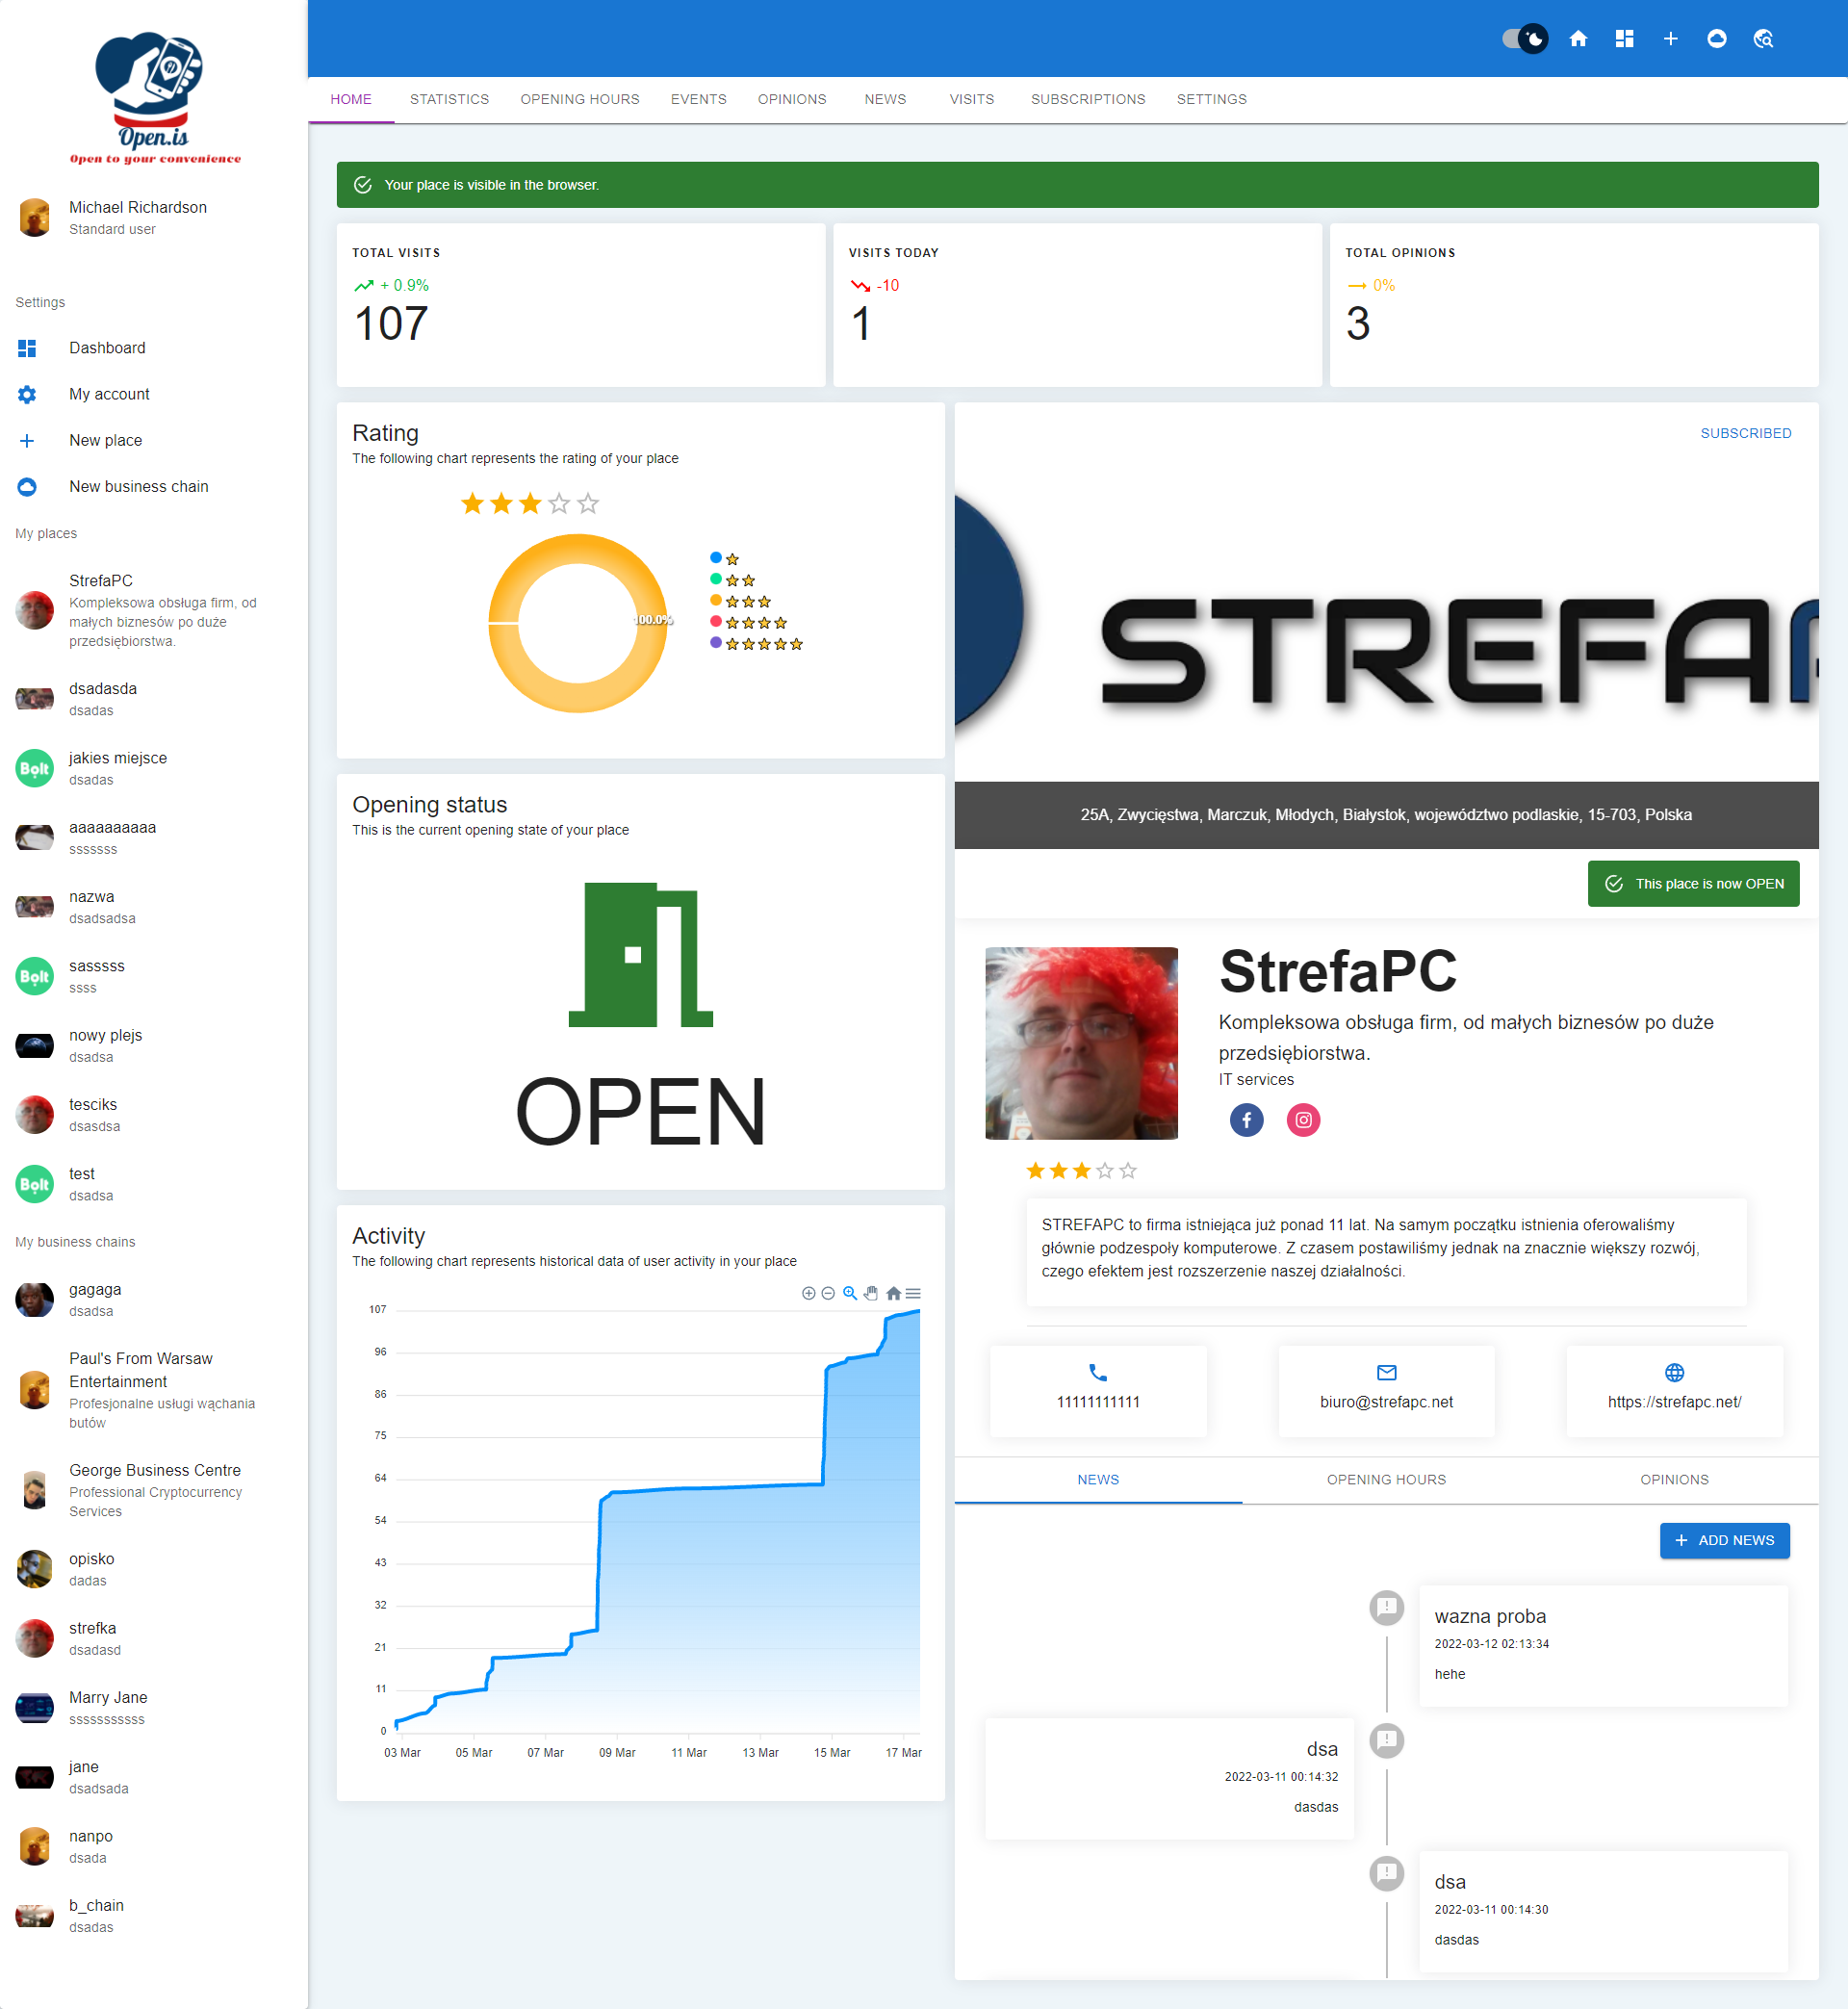 Open.is
Open to your convenience
Michael Richardson
Standard user
Settings
Dashboard
My account
New place
New business chain
My places
StrefaPC
Kompleksowa obsługa firm, od
małych biznesów po duże
przedsiębiorstwa.
dsadasda
dsadas
Bolt
jakies miejsce
dsadas
aaaaaaaaaa
sssssss
nazwa
dsadsadsa
Bolt
sasssss
ssss
nowy plejs
dsadsa
tesciks
dsasdsa
Bolt
test
dsadsa
My business chains
gagaga
dsadsa
Paul's From Warsaw
Entertainment
Profesjonalne usługi wąchania
butów
George Business Centre
Professional Cryptocurrency
Services
opisko
dadas
strefka
dsadasd
Marry Jane
sssssssssss
jane
dsadsada
nanpo
dsada
b_chain
dsadas
HOME STATISTICS OPENING HOURS EVENTS OPINIONS NEWS VISITS SUBSCRIPTIONS SETTINGS
Your place is visible in the browser.
TOTAL VISITS
+ 0.9%
107
VISITS TODAY
-10
1
TOTAL OPINIONS
0%
3
Rating
The following chart represents the rating of your place
100.0%
Opening status
This is the current opening state of your place
OPEN
Activity
The following chart represents historical data of user activity in your place
107
96
86
75
64
54
43
32
21
11
0
03 Mar 05 Mar 07 Mar 09 Mar 11 Mar 13 Mar 15 Mar 17 Mar
SUBSCRIBED
STREFAP
25A, Zwycięstwa, Marczuk, Młodych, Białystok, województwo podlaskie, 15-703, Polska
This place is now OPEN
StrefaPC
Kompleksowa obsługa firm, od małych biznesów po duże
przedsiębiorstwa.
IT services
STREFAPC to firma istniejąca już ponad 11 lat. Na samym początku istnienia oferowaliśmy
głównie podzespoły komputerowe. Z czasem postawiliśmy jednak na znacznie większy rozwój,
czego efektem jest rozszerzenie naszej działalności.
11111111111
biuro@strefapc.net
https://strefapc.net/
NEWS OPENING HOURS OPINIONS
ADD NEWS
wazna proba
2022-03-12 02:13:34
hehe
dsa
2022-03-11 00:14:32
dasdas
dsa
2022-03-11 00:14:30
dasdas